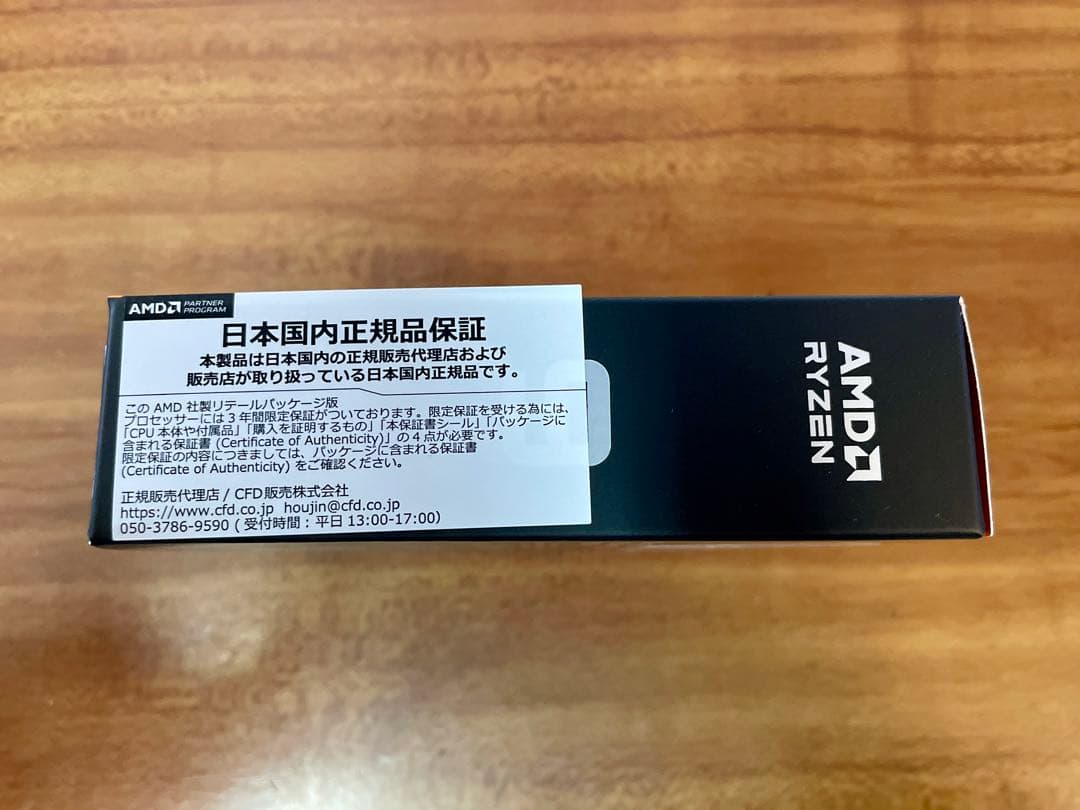 AMD PARTNER PROGRAM
日本国内正規品保証
本製品は日本国内の正規販売代理店および
販売店が取り扱っている日本国内正規品です。
この AMD 社製リテールパッケージ版
プロセッサーには3年間限定保証がついております。限定保証を受ける為には、
「CPU 本体や付属品」「購入を証明するもの」「本保証書シール」「パッケージに
含まれる保証書 (Certificate of Authenticity)」の4点が必要です。
限定保証の内容につきましては、パッケージに含まれる保証書
(Certificate of Authenticity) をご確認ください。
正規販売代理店 / CFD販売株式会社
https://www.cfd.co.jp houjin@cfd.co.jp
050-3786-9590 ( 受付時間 : 平日 13:00-17:00)
AMD
RYZEN